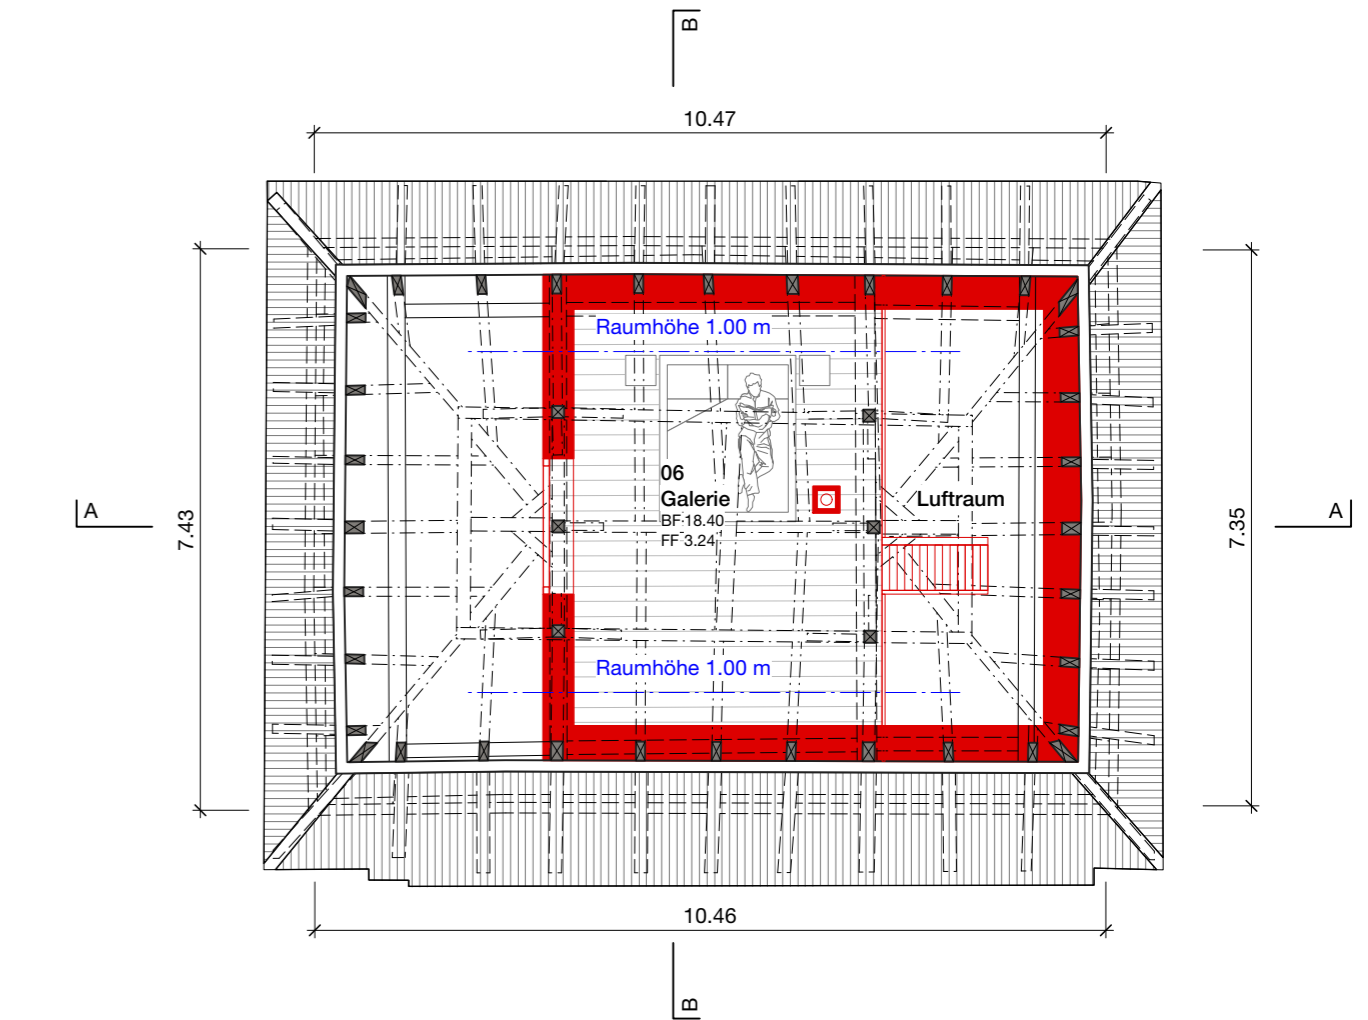 B
10.47
Raumhöhe 1.00 m
06
Galerie
BF 18.40
FF 3.24
Luftraum
A
A
7.43
7.35
Raumhöhe 1.00 m
10.46
B